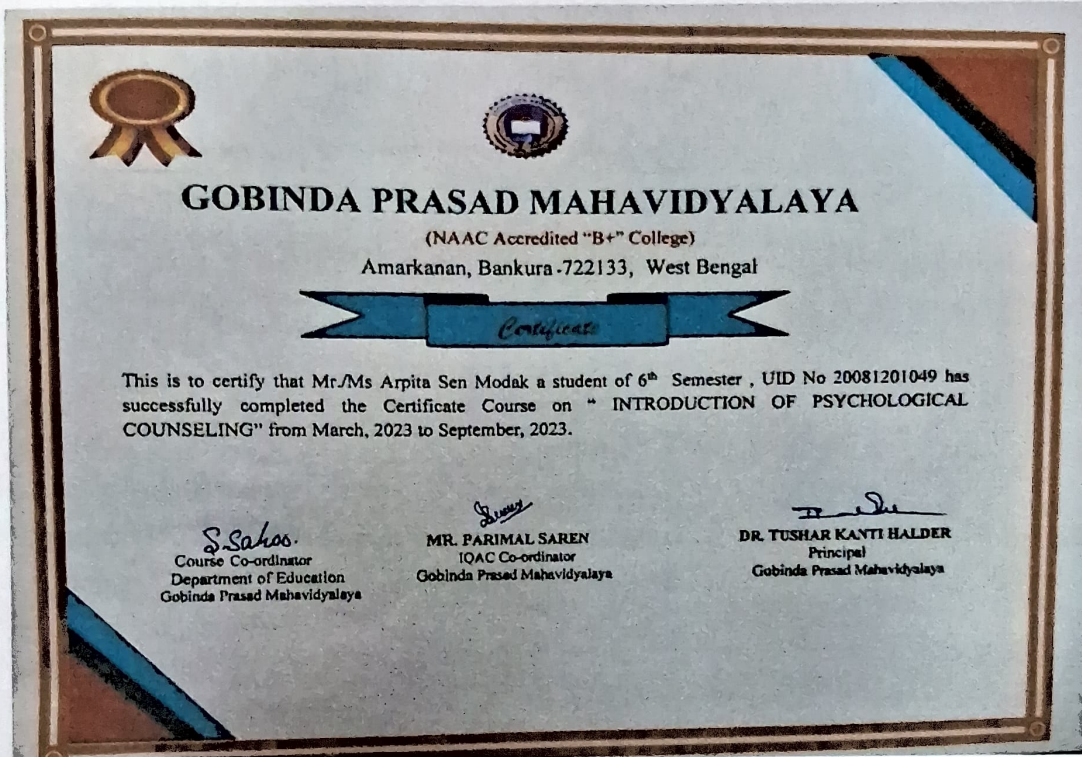 GOBINDA PRASAD MAHAVIDYALAYA
(NAAC Accredited "B+" College)
Amarkanan, Bankura -722133, West Bengal
Certificate
This is to certify that Mr./Ms Arpita Sen Modak a student of 6th Semester , UID No 20081201049 has
successfully completed the Certificate Course on " INTRODUCTION OF PSYCHOLOGICAL
COUNSELING" from March, 2023 to September, 2023.
S. Sahoo.
Course Co-ordinator
Department of Education
Gobinda Prasad Mahavidyalaya
MR. PARIMAL SAREN
IQAC Co-ordinator
Gobinda Prasad Mahavidyalaya
DR. TUSHAR KANTI HALDER
Principal
Gobinda Prasad Mahavidyalaya